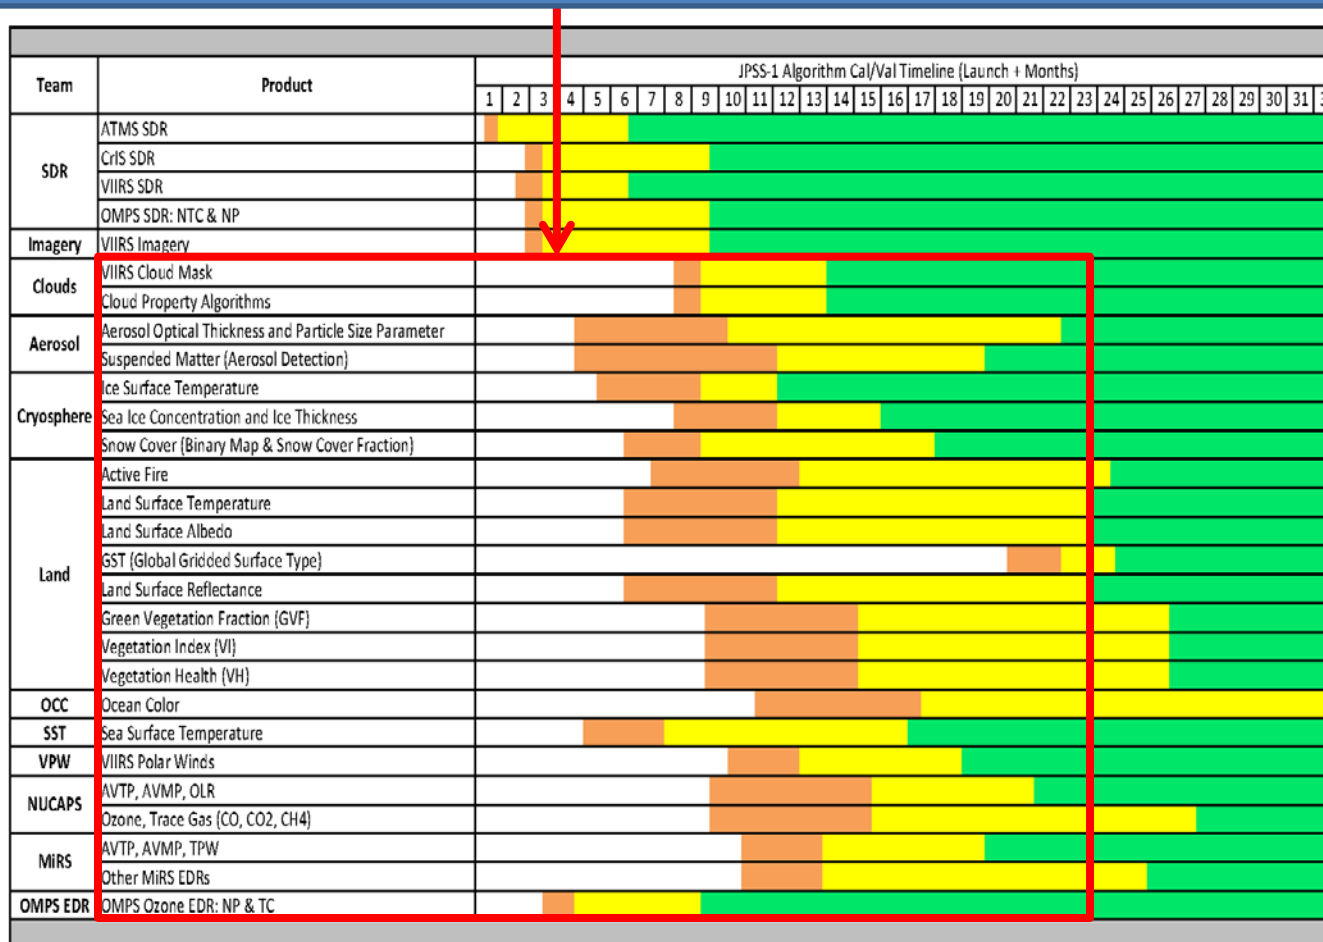 JPSS-1 Algorithm Cal/Val Timeline (Launch + Months)
Team Product
1 2 3 4 5 6 7 8 9 10 11 12 13 14 15 16 17 18 19 20 21 22 23 24 25 26 27 28 29 30 31
SDR
ATMS SDR
CrIS SDR
VIIRS SDR
OMPS SDR: NTC & NP
Imagery VIIRS Imagery
Clouds
VIIRS Cloud Mask
Cloud Property Algorithms
Aerosol
Aerosol Optical Thickness and Particle Size Parameter
Suspended Matter (Aerosol Detection)
Cryosphere
Ice Surface Temperature
Sea Ice Concentration and Ice Thickness
Snow Cover (Binary Map & Snow Cover Fraction)
Land
Active Fire
Land Surface Temperature
Land Surface Albedo
GST (Global Gridded Surface Type)
Land Surface Reflectance
Green Vegetation Fraction (GVF)
Vegetation Index (VI)
Vegetation Health (VH)
OCC Ocean Color
SST Sea Surface Temperature
VPW VIIRS Polar Winds
NUCAPS
AVTP, AVMP, OLR
Ozone, Trace Gas (CO, CO2, CH4)
MiRS
AVTP, AVMP, TPW
Other MiRS EDRs
OMPS EDR OMPS Ozone EDR: NP & TC